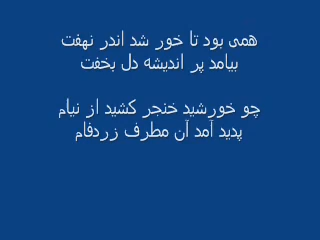 همی بود تا خور شد اندر نهفت
بیامد پر اندیشه دل بخفت
چو خورشید خنجر کشید از نیام
پدید آمد آن مطرف زردفام